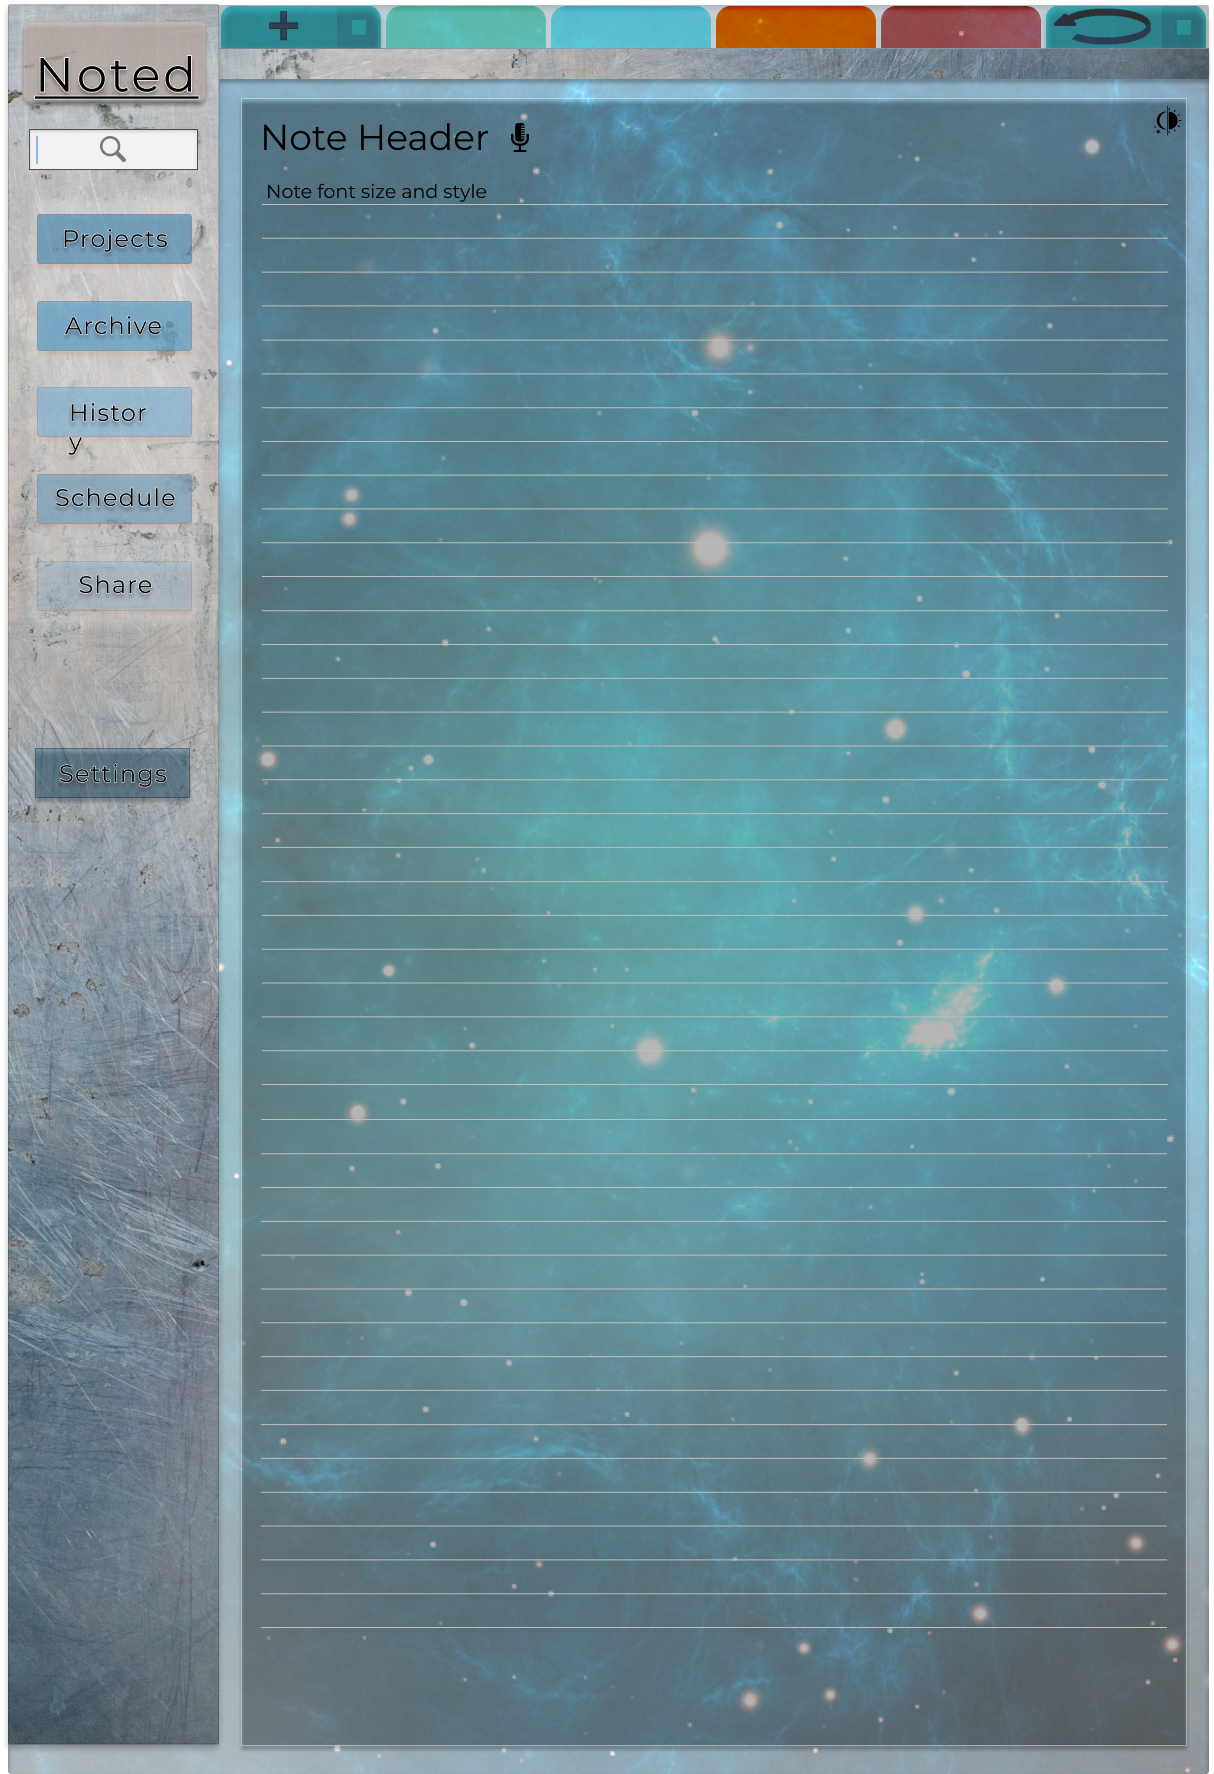 Noted
Note Header
Note font size and style
Projects
Archive
Histor
y
Schedule
Share
Settings